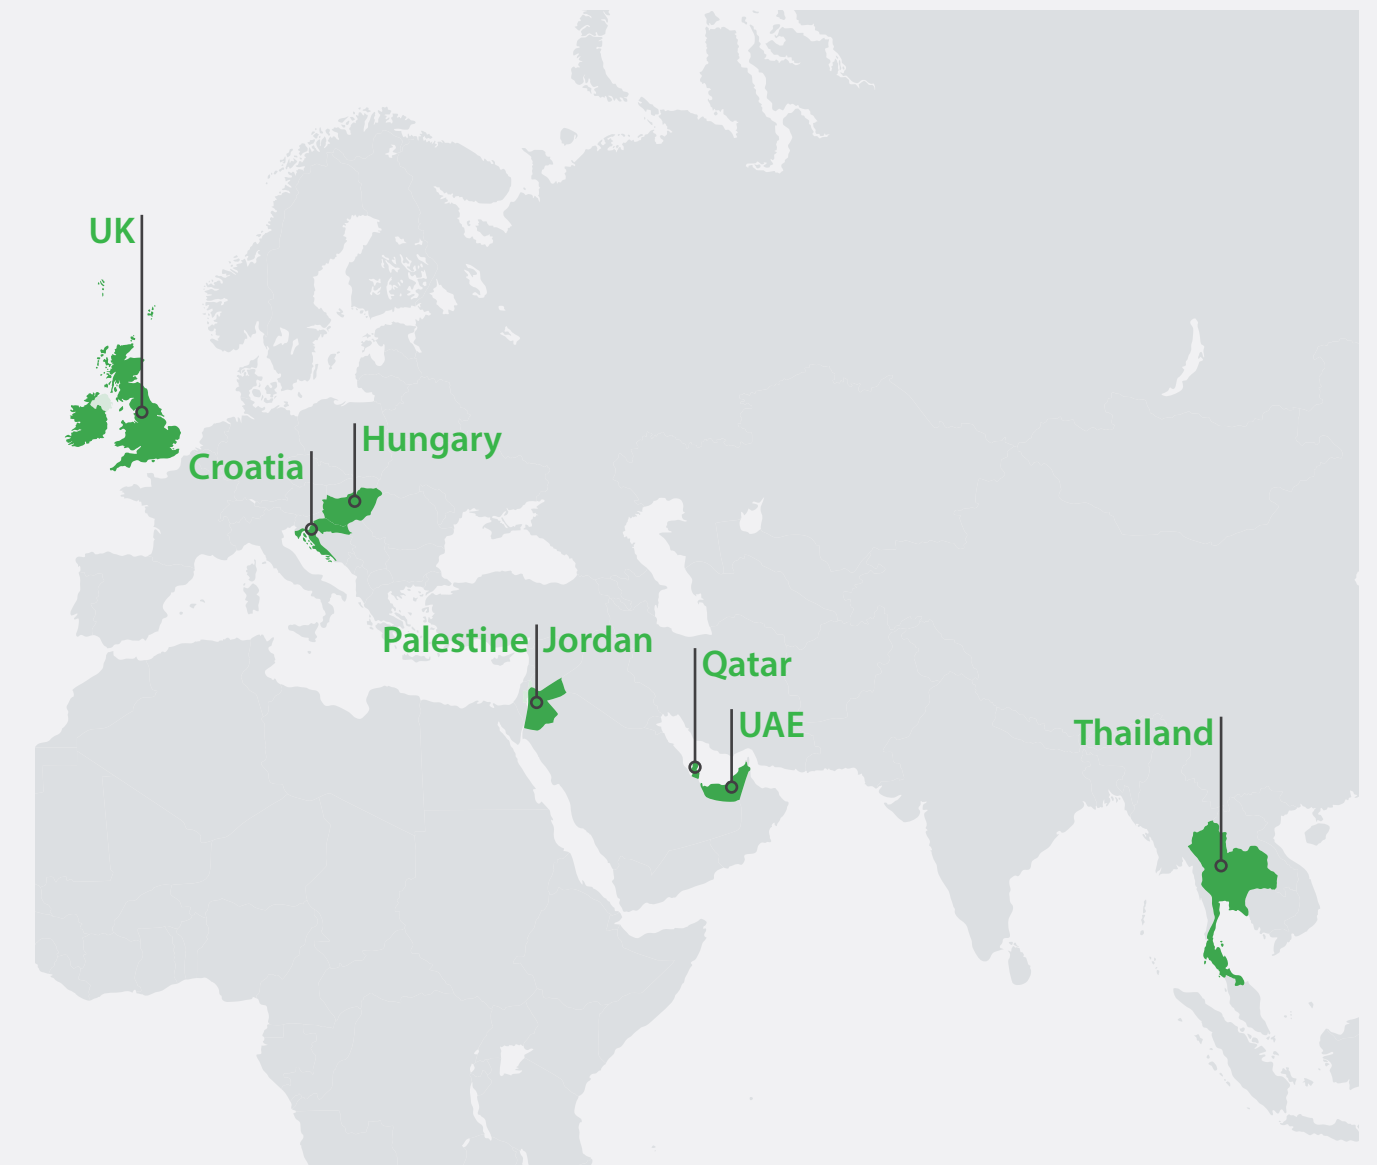 UK
Hungary
Croatia
Palestine Jordan
Qatar
UAE
Thailand